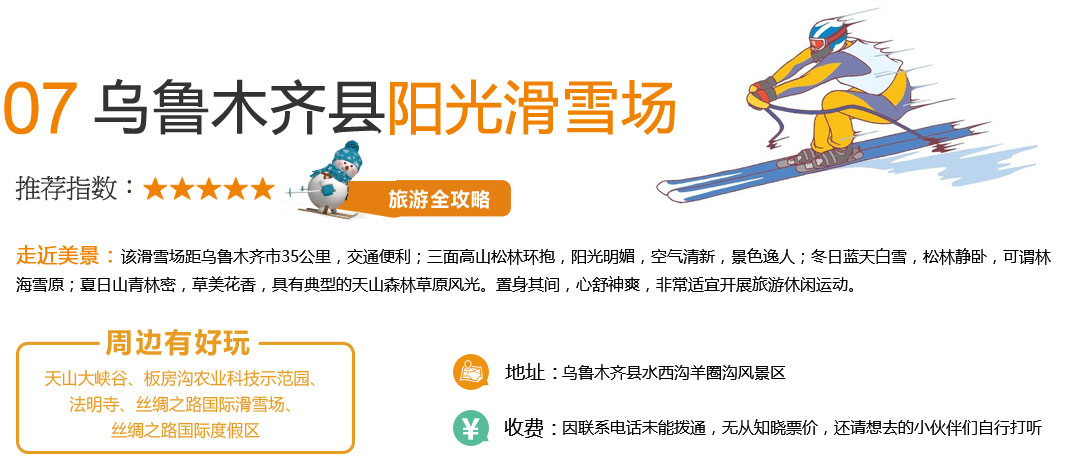 07 乌鲁木齐县阳光滑雪场
推荐指数：★★★★★
旅游全攻略
走近美景：该滑雪场距乌鲁木齐市35公里，交通便利；三面高山松林环抱，阳光明媚，空气清新，景色逸人；冬日蓝天白雪，松林静卧，可谓林
海雪原；夏日山青林密，草美花香，具有典型的天山森林草原风光。置身其间，心舒神爽，非常适宜开展旅游休闲运动。
周边有好玩
天山大峡谷、板房沟农业科技示范园、
法明寺、丝绸之路国际滑雪场、
丝绸之路国际度假区
地址：乌鲁木齐县水西沟羊圈沟风景区
¥ 收费：因联系电话未能拨通，无从知晓票价，还请想去的小伙伴们自行打听